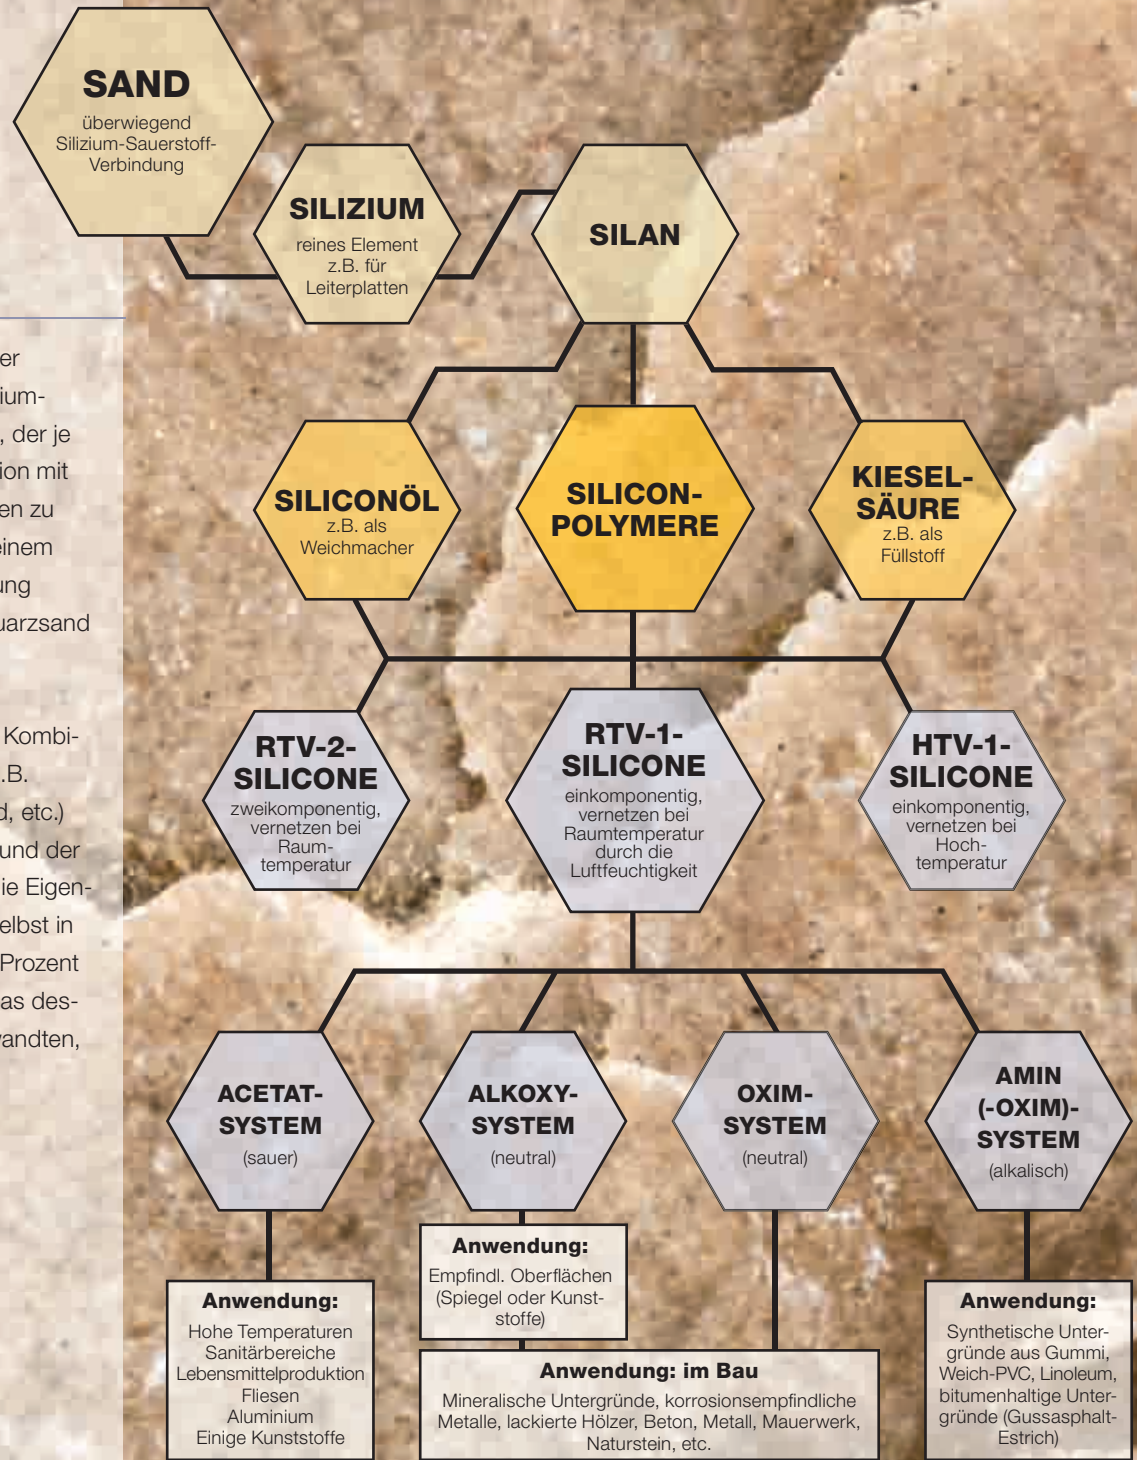 SAND
überwiegend
Silizium-Sauerstoff-
Verbindung
SILIZIUM
reines Element
z.B. für
Leiterplatten
SILAN
er
ium-
, der je
ion mit
en zu
einem
ung
uarzsand
Kombi-
.B.
d, etc.)
und der
ie Eigen-
elbst in
Prozent
as des-
vandten,
SILICONÖL
z.B. als
Weichmacher
SILICON-
POLYMERE
KIESEL-
SÄURE
z.B. als
Füllstoff
RTV-2-
SILICONE
zweikomponentig,
vernetzen bei
Raum-
temperatur
RTV-1-
SILICONE
einkomponentig,
vernetzen bei
Raumtemperatur
durch die
Luftfeuchtigkeit
HTV-1-
SILICONE
einkomponentig,
vernetzen bei
Hoch-
temperatur
ACETAT-
SYSTEM
(sauer)
ALKOXY-
SYSTEM
(neutral)
OXIM-
SYSTEM
(neutral)
AMIN
(-OXIM)-
SYSTEM
(alkalisch)
Anwendung:
Hohe Temperaturen
Sanitärbereiche
Lebensmittelproduktion
Fliesen
Aluminium
Einige Kunststoffe
Anwendung:
Empfindl. Oberflächen
(Spiegel oder Kunst-
stoffe)
Anwendung: im Bau
Mineralische Untergründe, korrosionsempfindliche
Metalle, lackierte Hölzer, Beton, Metall, Mauerwerk,
Naturstein, etc.
Anwendung:
Synthetische Unter-
gründe aus Gummi,
Weich-PVC, Linoleum,
bitumenhaltige Unter-
gründe (Gussasphalt-
Estrich)